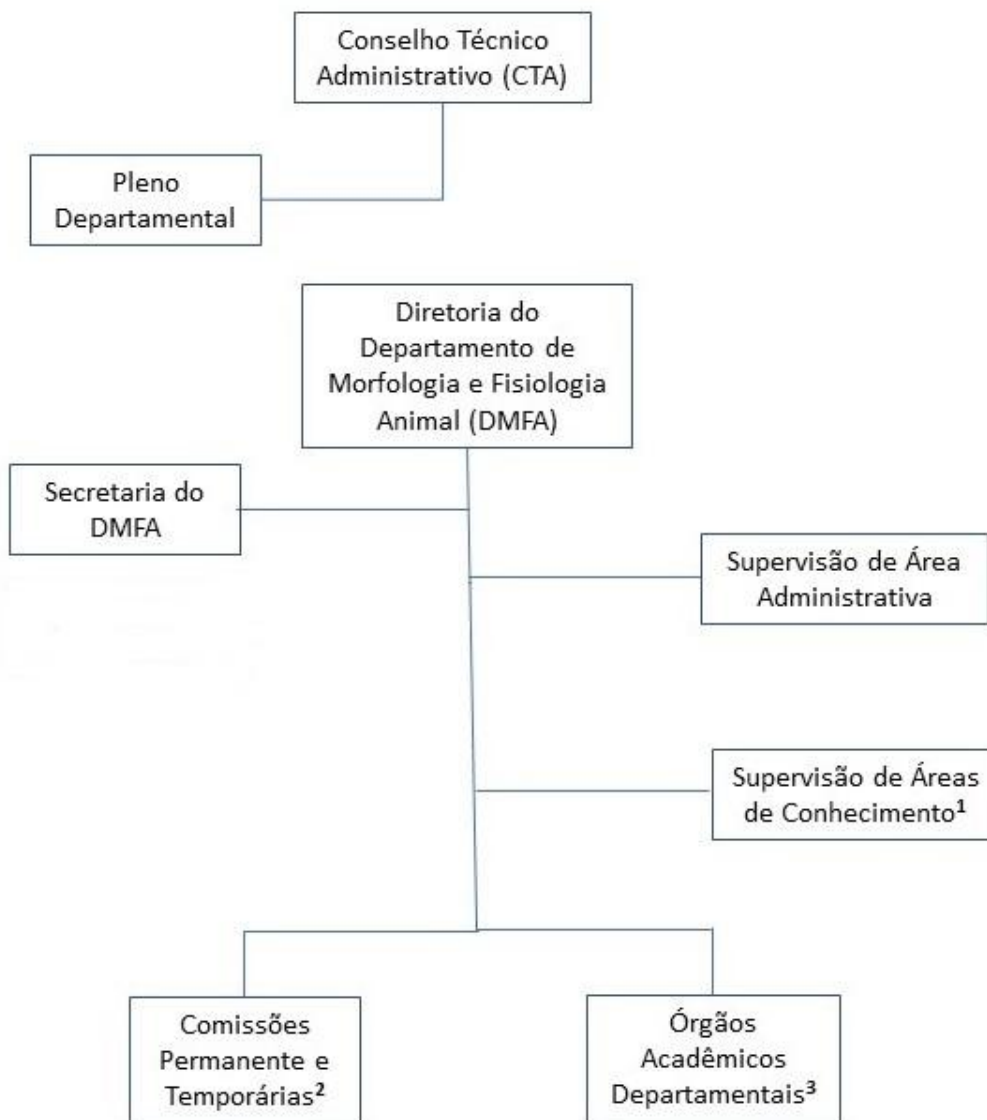 Conselho Técnico
Administrativo (CTA)
Pleno
Departamental
Diretoria do
Departamento de
Morfologia e Fisiologia
Animal (DMFA)
Secretaria do
DMFA
Supervisão de Área
Administrativa
Supervisão de Áreas
de Conhecimento¹
Comissões
Permanente e
Temporárias²
Órgãos
Acadêmicos
Departamentais³